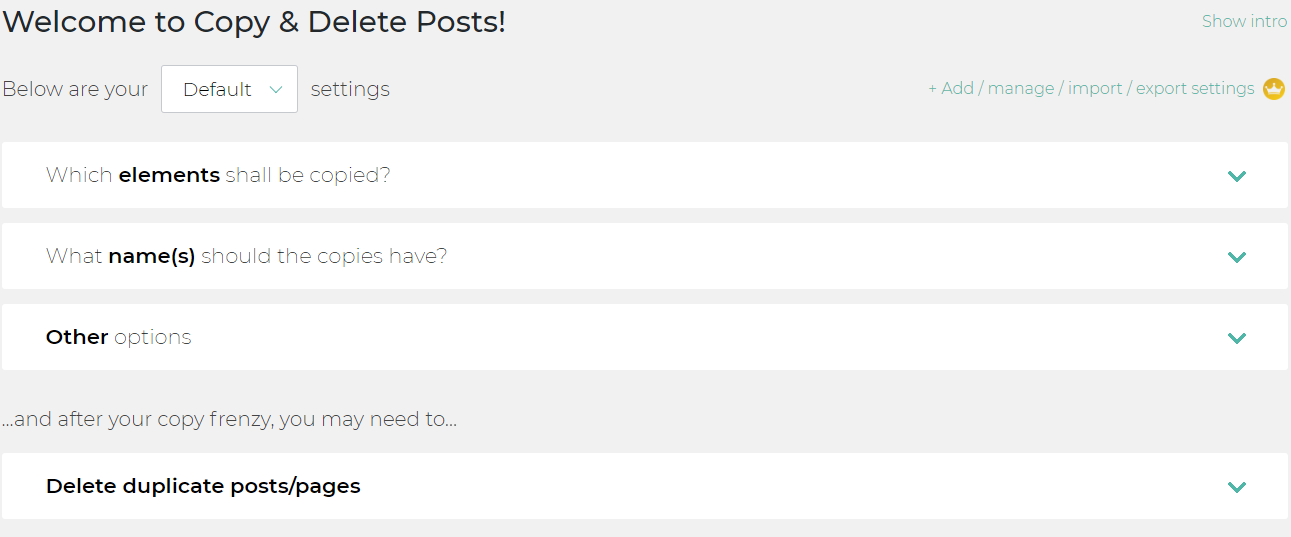 Welcome to Copy & Delete Posts!
Show intro
Below are your Default settings
+ Add / manage / import / export settings
Which elements shall be copied?
What name(s) should the copies have?
Other options
...and after your copy frenzy, you may need to...
Delete duplicate posts/pages